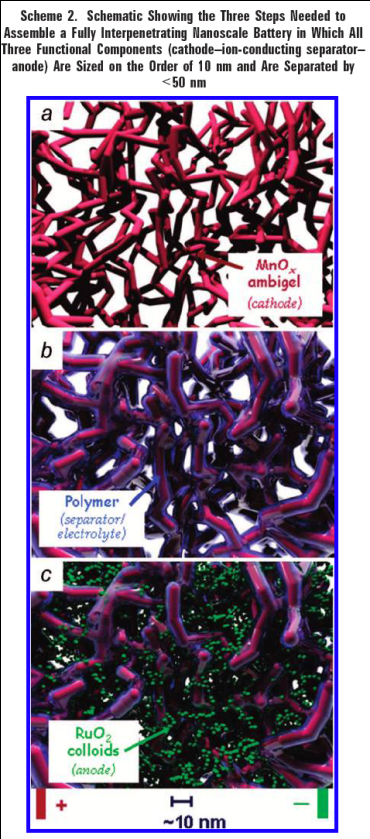 Scheme 2. Schematic Showing the Three Steps Needed to
Assemble a Fully Interpenetrating Nanoscale Battery in Which All
Three Functional Components (cathode–ion-conducting separator–
anode) Are Sized on the Order of 10 nm and Are Separated by
<50 nm
a
MnOx
ambigel
(cathode)
b
Polymer
(separator/
electrolyte)
c
RuO2
colloids
(anode)
+
−
~10 nm